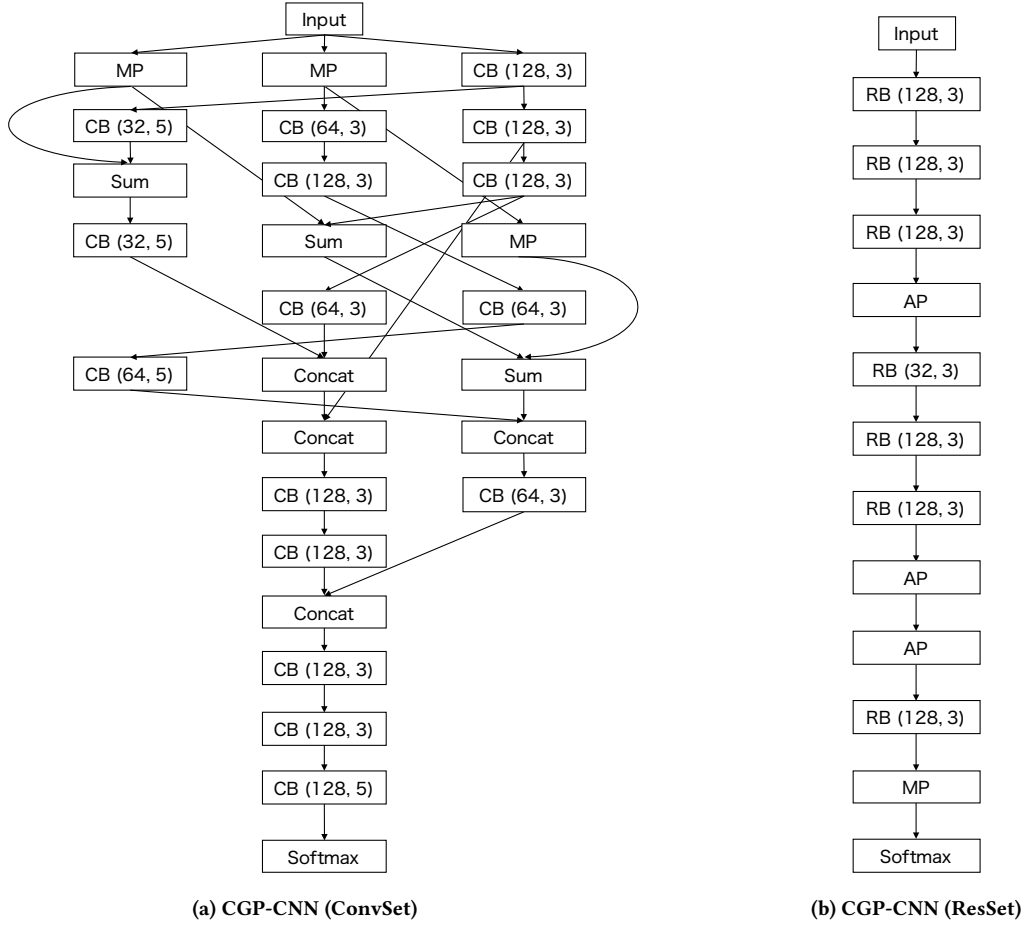 Input
MP
MP
CB (128, 3)
CB (32, 5)
CB (64, 3)
CB (128, 3)
Sum
CB (128, 3)
CB (128, 3)
CB (32, 5)
Sum
MP
CB (64, 3)
CB (64, 3)
CB (64, 5)
Concat
Sum
Concat
Concat
CB (128, 3)
CB (64, 3)
CB (128, 3)
Concat
CB (128, 3)
CB (128, 3)
CB (128, 5)
Softmax
(a) CGP-CNN (ConvSet)
Input
RB (128, 3)
RB (128, 3)
RB (128, 3)
AP
RB (32, 3)
RB (128, 3)
RB (128, 3)
AP
AP
RB (128, 3)
MP
Softmax
(b) CGP-CNN (ResSet)